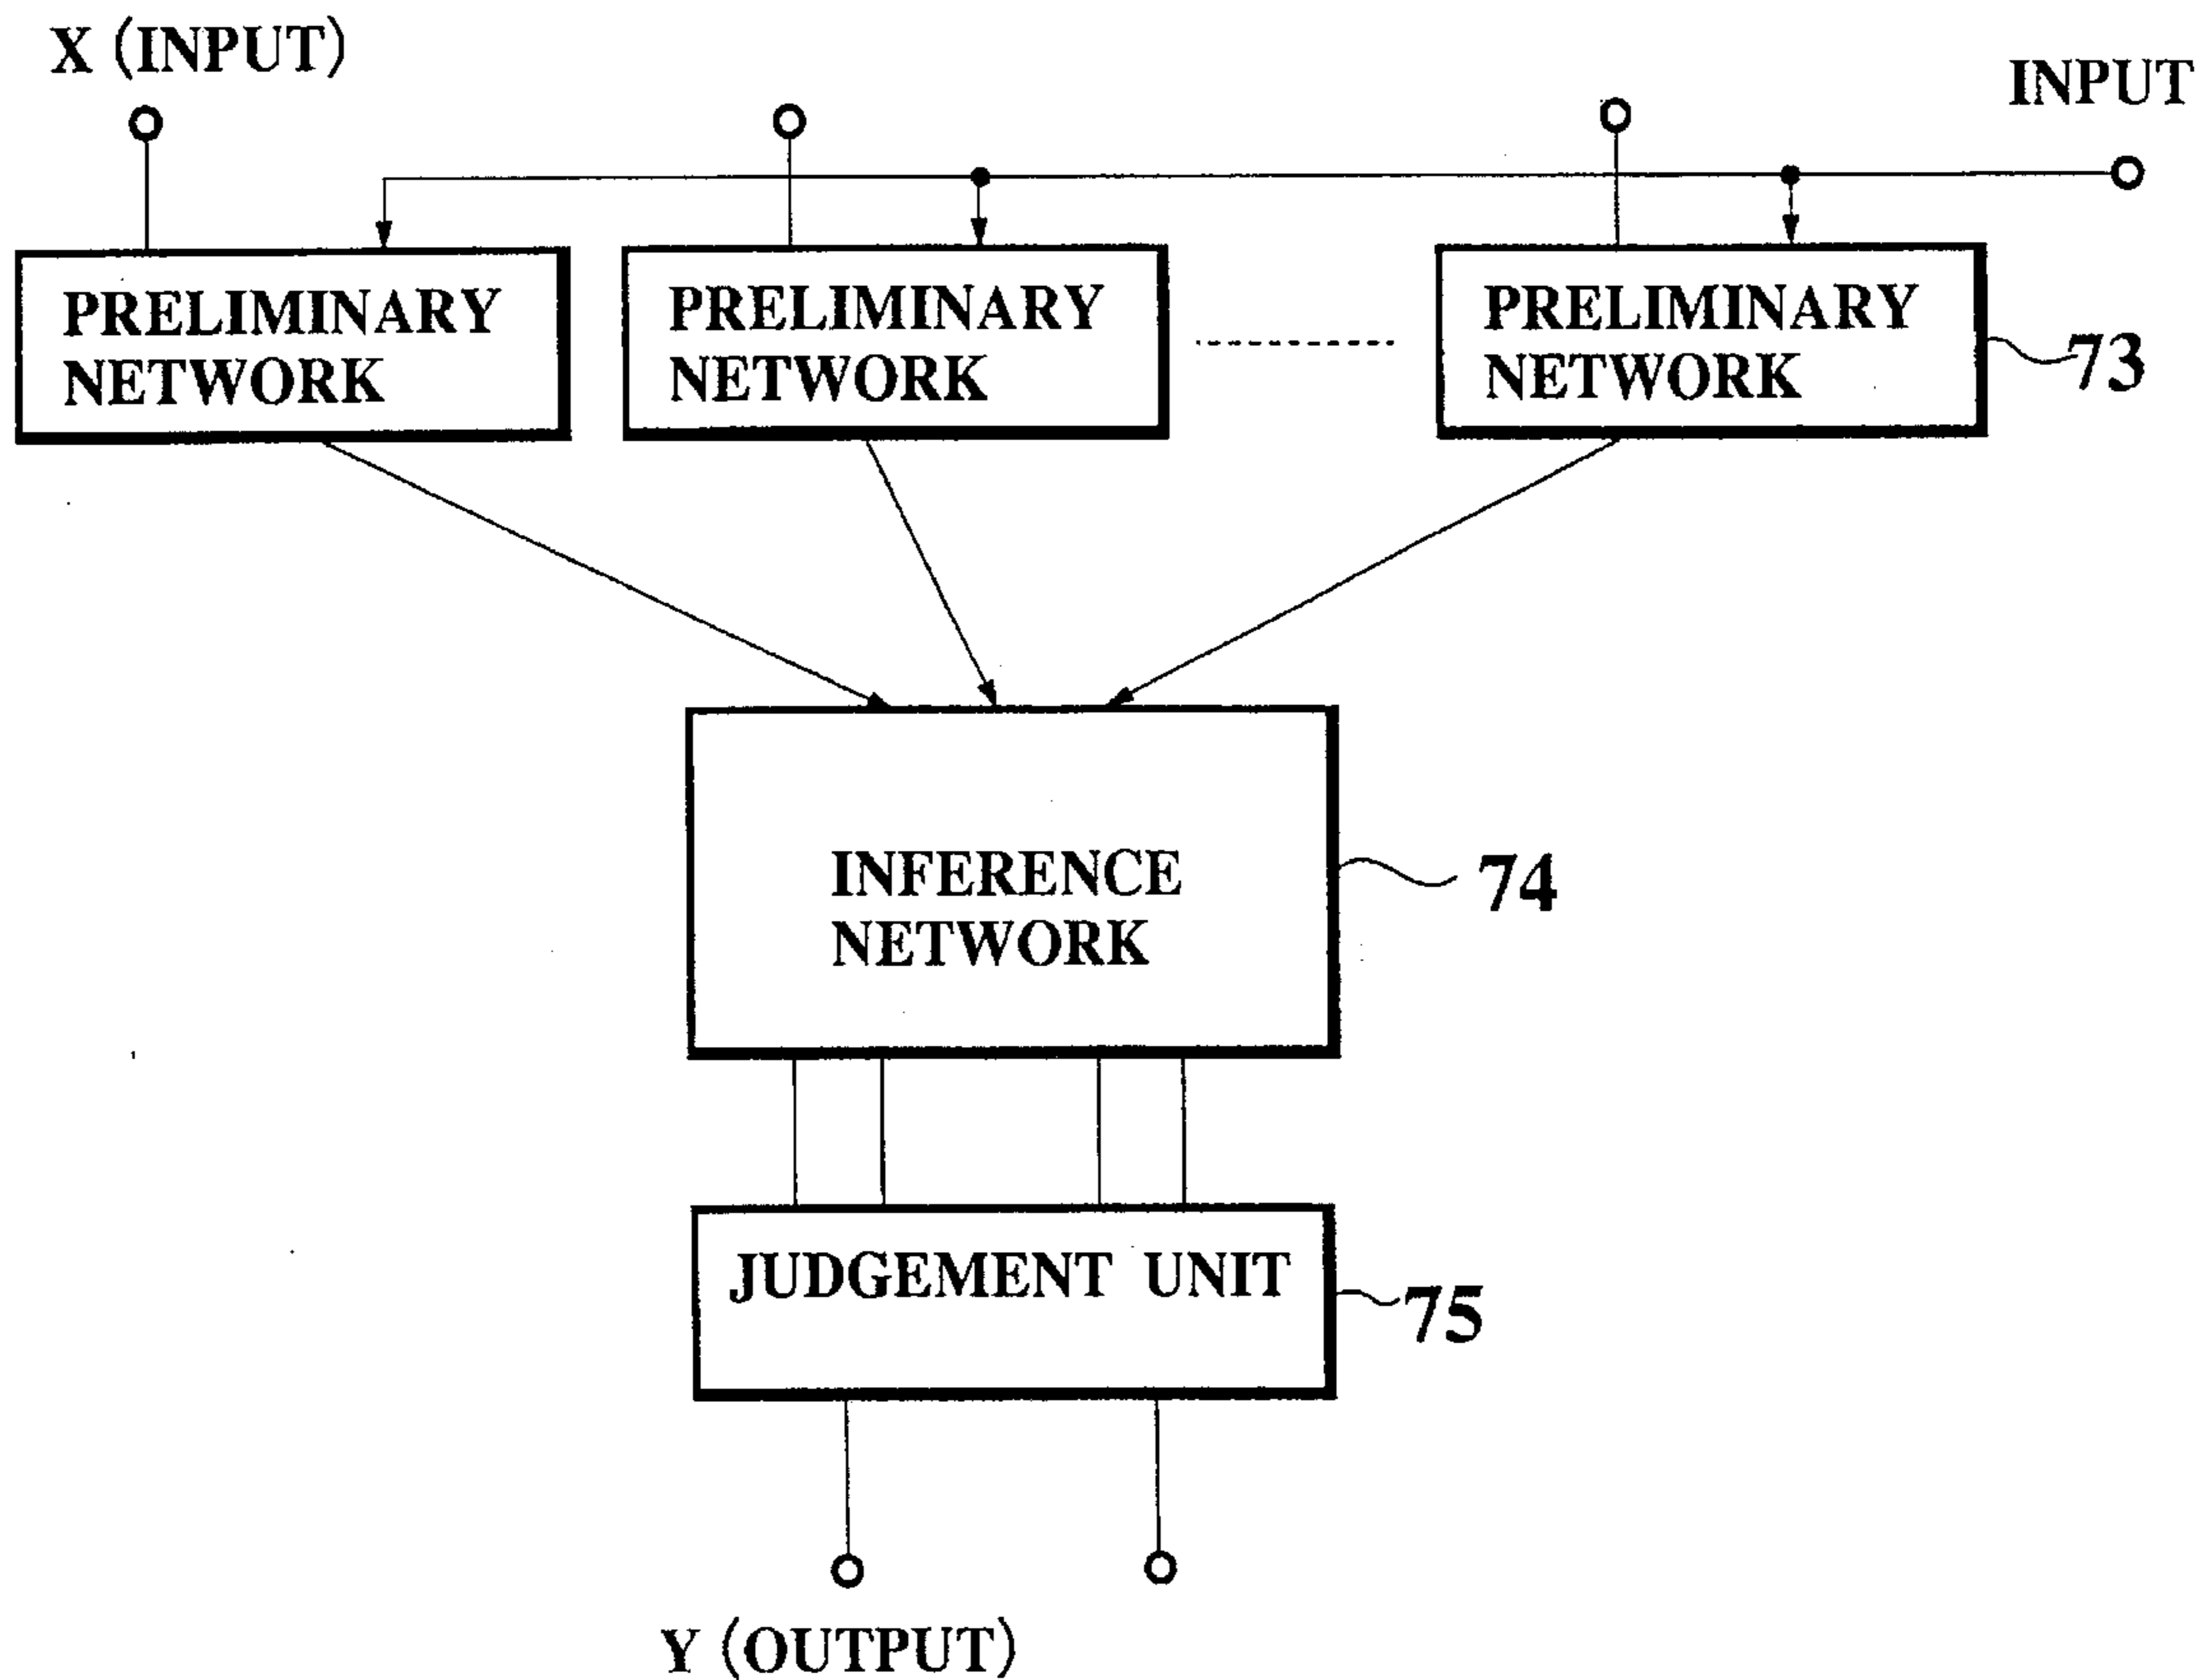 X (INPUT)
INPUT
PRELIMINARY
NETWORK
PRELIMINARY
NETWORK
PRELIMINARY
NETWORK
73
INFERENCE
NETWORK
74
JUDGEMENT UNIT
75
Y (OUTPUT)